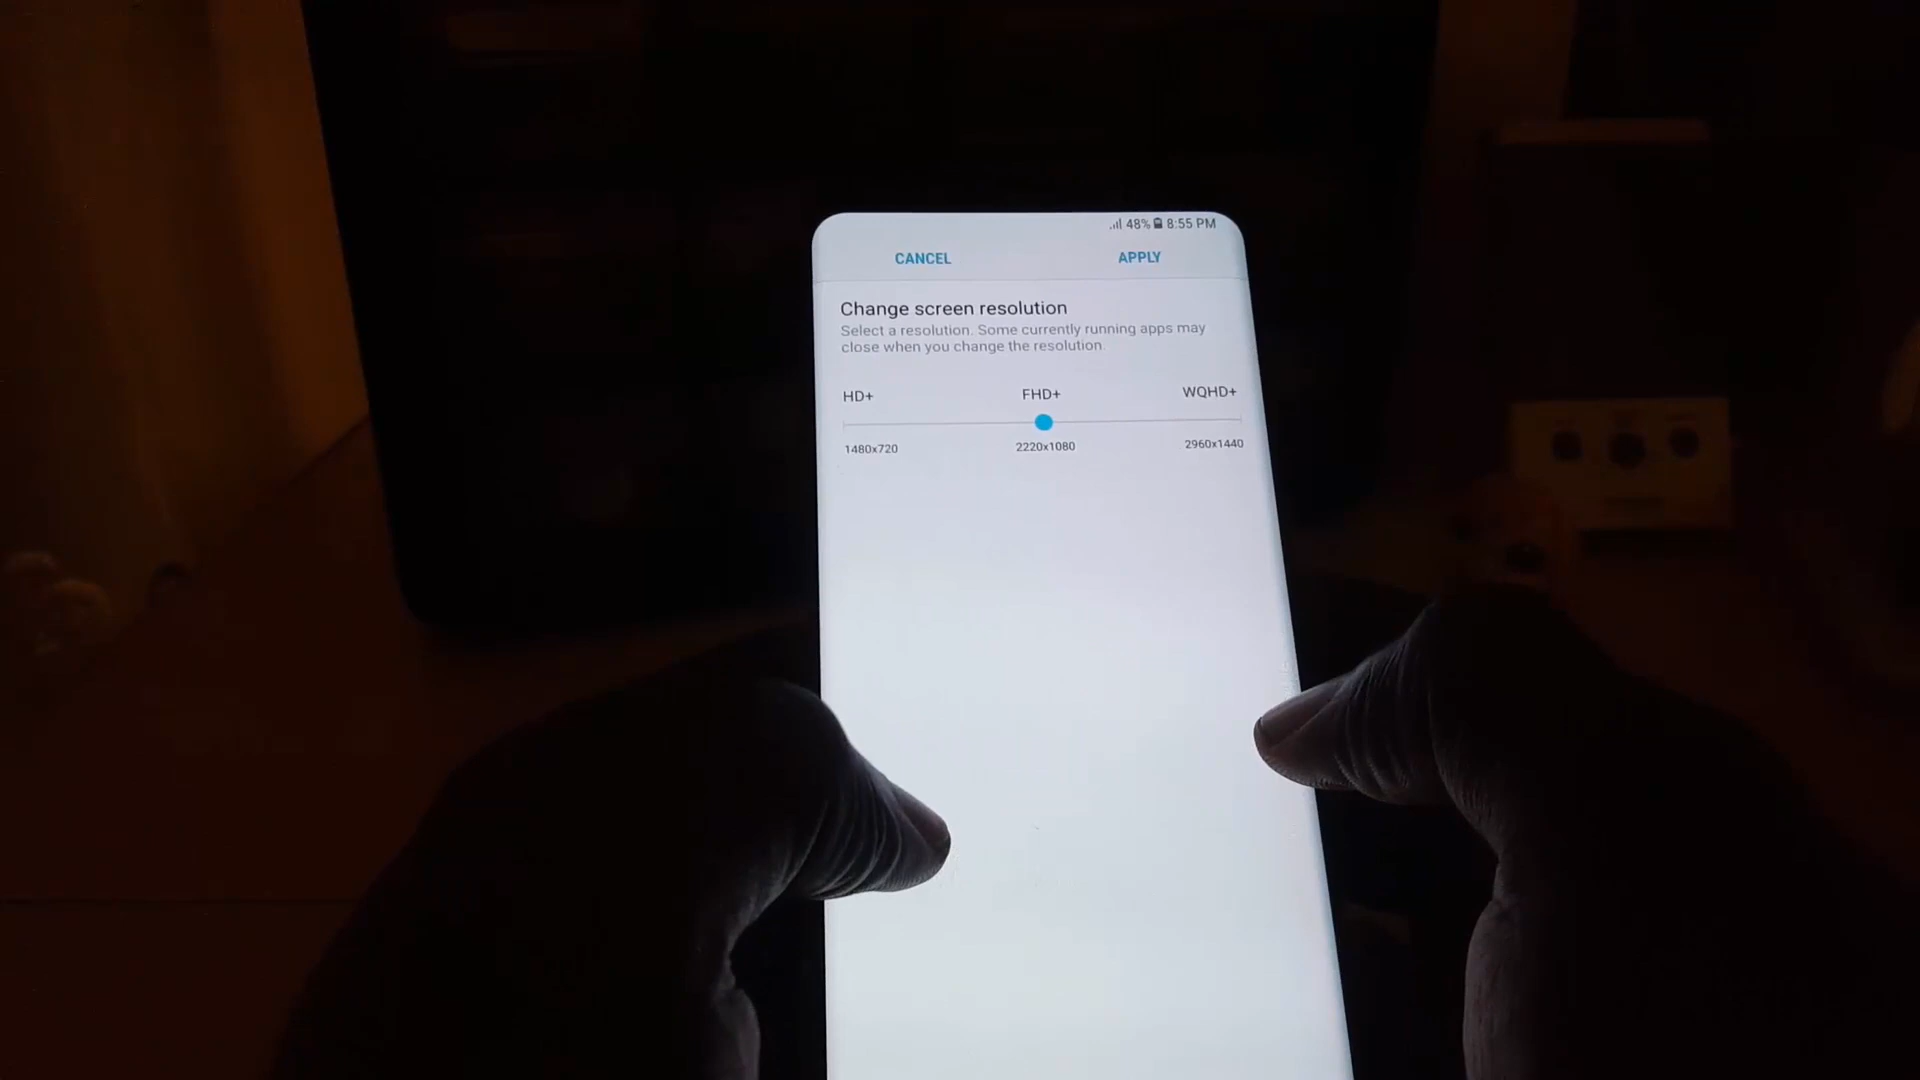 48% 8:55 PM
CANCEL APPLY
Change screen resolution
Select a resolution. Some currently running apps may
close when you change the resolution.
HD+ FHD+ WQHD+
1480x720 2220x1080 2960x1440